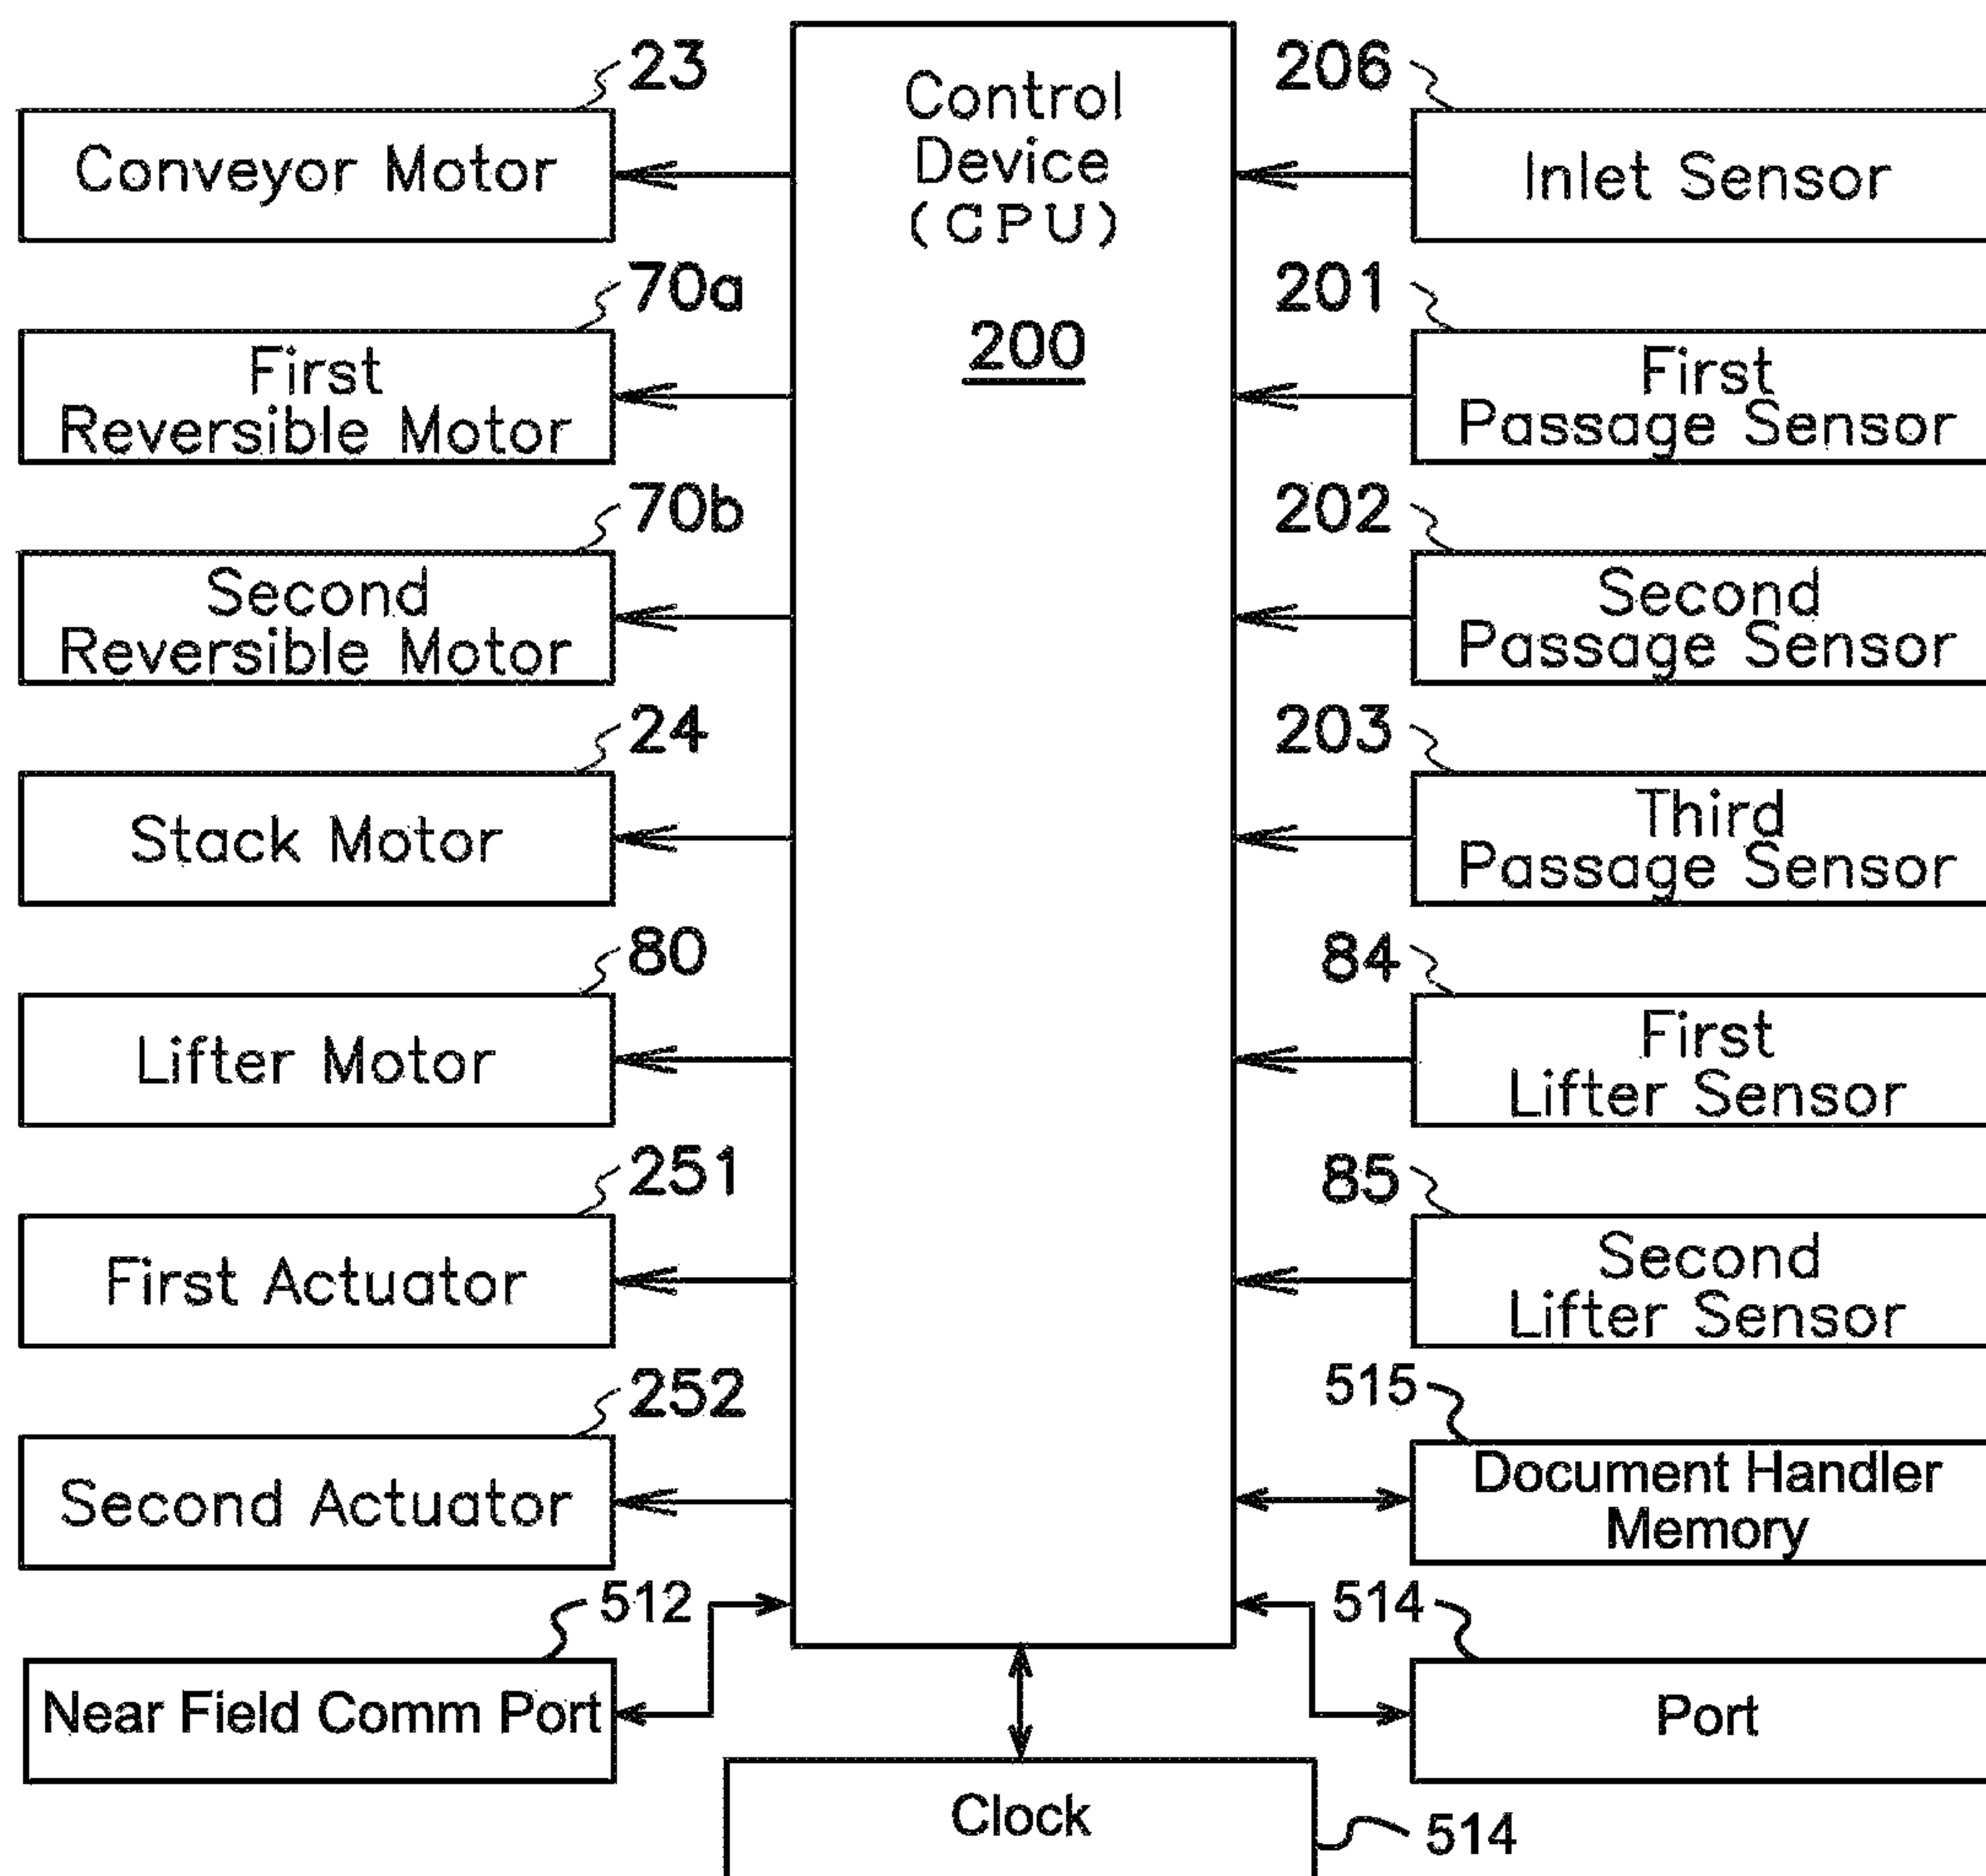 23
Conveyor Motor
70a
First
Reversible Motor
70b
Second
Reversible Motor
24
Stack Motor
80
Lifter Motor
251
First Actuator
252
Second Actuator
512
Near Field Comm Port
Control
Device
(CPU)
200
206
Inlet Sensor
201
First
Passage Sensor
202
Second
Passage Sensor
203
Third
Passage Sensor
84
First
Lifter Sensor
85
Second
Lifter Sensor
515
Document Handler
Memory
514
Port
Clock
514